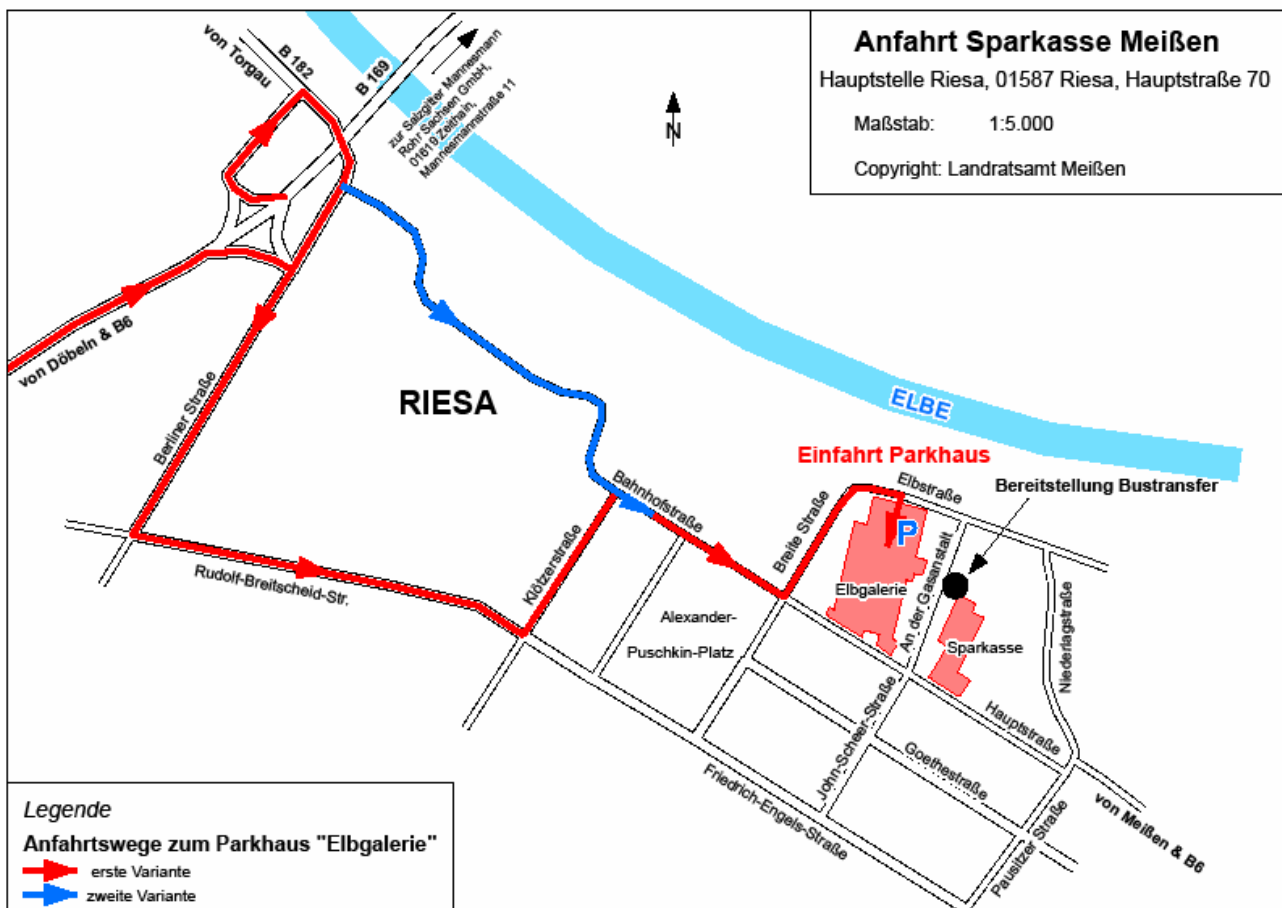 Anfahrt Sparkasse Meißen
Hauptstelle Riesa, 01587 Riesa, Hauptstraße 70
Maßstab: 1:5.000
Copyright: Landratsamt Meißen
von Torgau
B 182
B 169
zur Salzgitter Mannesmann
Rohr Sachsen GmbH,
01619 Zeithain,
Mannesmannstraße 11
N
von Döbeln & B6
Berliner Straße
RIESA
ELBE
Einfahrt Parkhaus
Elbstraße
Bereitstellung Bustransfer
Bahnhofstraße
Breite Straße
P
An der Gasanstalt
Elbgalerie
Klötzerstraße
Rudolf-Breitscheid-Str.
Alexander-
Puschkin-Platz
Sparkasse
Niederlagstraße
Hauptstraße
John-Scheer-Straße
Goethestraße
Friedrich-Engels-Straße
Pausitzer Straße
von Meißen & B6
Legende
Anfahrtswege zum Parkhaus "Elbgalerie"
erste Variante
zweite Variante